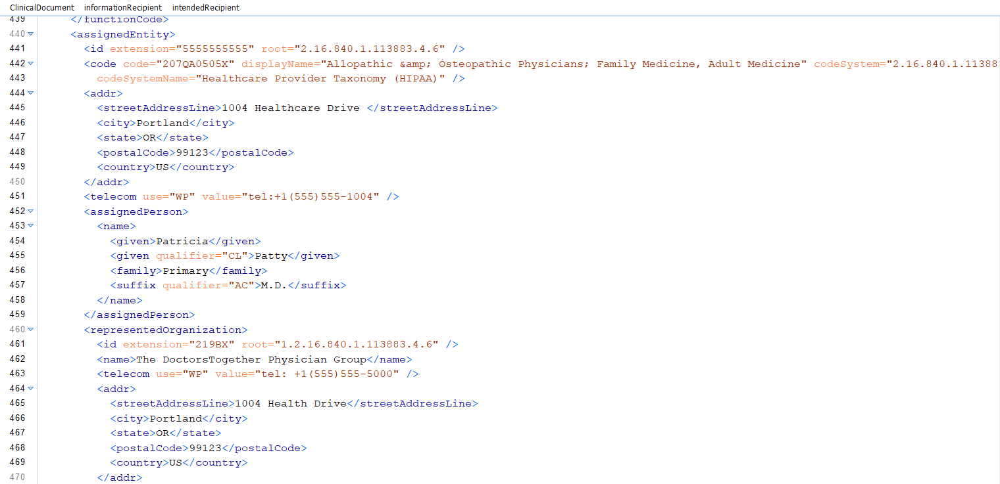 ClinicalDocument informationRecipient intendedRecipient
439 </functionCode>
440 <assignedEntity>
441 <id extension="5555555555" root="2.16.840.1.113883.4.6" />
442 <code code="207QA0505X" displayName="Allopathic &amp; Osteopathic Physicians; Family Medicine, Adult Medicine" codeSystem="2.16.840.1.11388
443 codeSystemName="Healthcare Provider Taxonomy (HIPAA)" />
444 <addr>
445 <streetAddressLine>1004 Healthcare Drive </streetAddressLine>
446 <city>Portland</city>
447 <state>OR</state>
448 <postalCode>99123</postalCode>
449 <country>US</country>
450 </addr>
451 <telecom use="WP" value="tel:+1(555)555-1004" />
452 <assignedPerson>
453 <name>
454 <given>Patricia</given>
455 <given qualifier="CL">Patty</given>
456 <family>Primary</family>
457 <suffix qualifier="AC">M.D.</suffix>
458 </name>
459 </assignedPerson>
460 <representedOrganization>
461 <id extension="219BX" root="1.2.16.840.1.113883.4.6" />
462 <name>The DoctorsTogether Physician Group</name>
463 <telecom use="WP" value="tel: +1(555)555-5000" />
464 <addr>
465 <streetAddressLine>1004 Health Drive</streetAddressLine>
466 <city>Portland</city>
467 <state>OR</state>
468 <postalCode>99123</postalCode>
469 <country>US</country>
470 </addr>